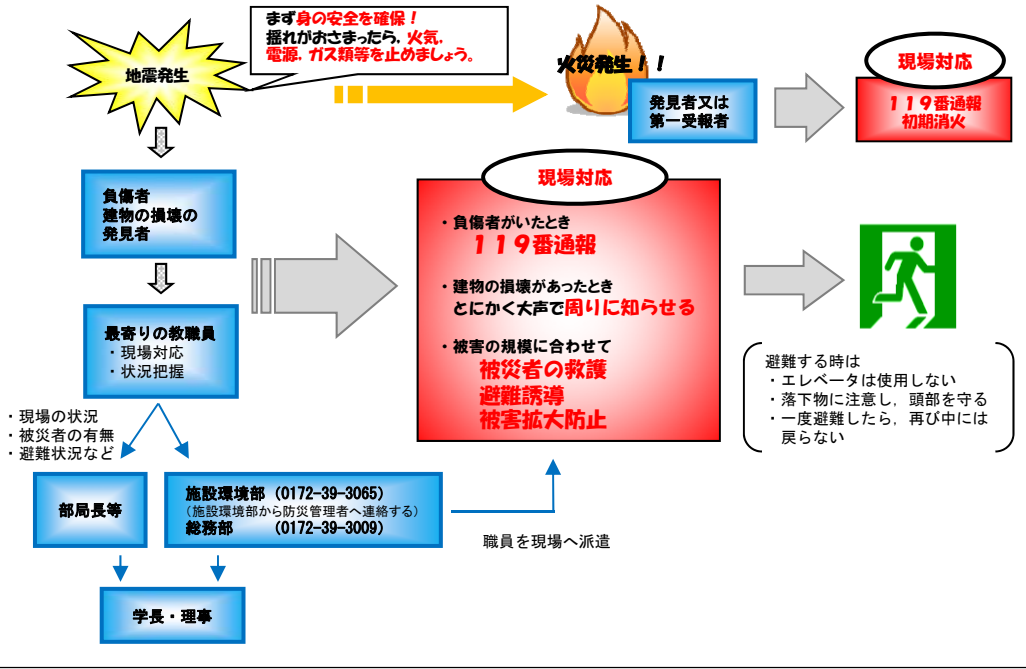 まず身の安全を確保！
揺れがおさまったら，火気，
電源，ガス類等を止めましょう。
地震発生
火災発生！！
発見者又は
第一受報者
現場対応
１１９番通報
初期消火
負傷者
建物の損壊の
発見者
現場対応
・負傷者がいたとき
１１９番通報
・建物の損壊があったとき
とにかく大声で周りに知らせる
・被害の規模に合わせて
被災者の救護
避難誘導
被害拡大防止
最寄りの教職員
・現場対応
・状況把握
避難する時は
・エレベータは使用しない
・落下物に注意し，頭部を守る
・一度避難したら，再び中には
戻らない
・現場の状況
・被災者の有無
・避難状況など
部局長等
施設環境部（0172-39-3065）
（施設環境部から防災管理者へ連絡する）
総務部　　（0172-39-3009）
職員を現場へ派遣
学長・理事